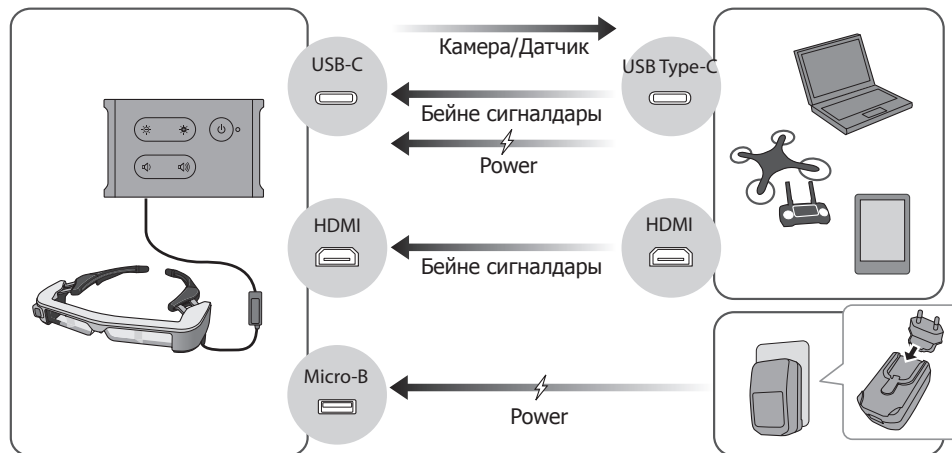 Камера/Датчик
USB-C
USB Type-C
Бейне сигналдары
Power
HDMI
HDMI
Бейне сигналдары
Micro-B
Power